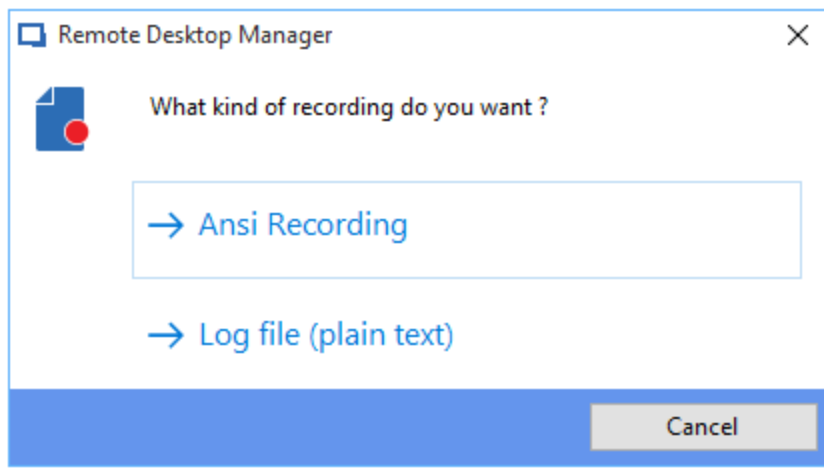 Remote Desktop Manager
What kind of recording do you want ?
Ansi Recording
Log file (plain text)
Cancel